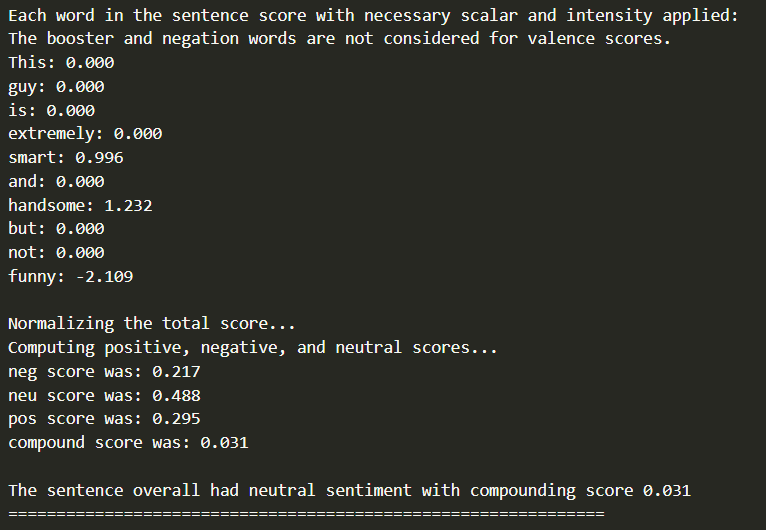 Each word in the sentence score with necessary scalar and intensity applied:
The booster and negation words are not considered for valence scores.
This: 0.000
guy: 0.000
is: 0.000
extremely: 0.000
smart: 0.996
and: 0.000
handsome: 1.232
but: 0.000
not: 0.000
funny: -2.109
Normalizing the total score...
Computing positive, negative, and neutral scores...
neg score was: 0.217
neu score was: 0.488
pos score was: 0.295
compound score was: 0.031
The sentence overall had neutral sentiment with compounding score 0.031
==============================================================